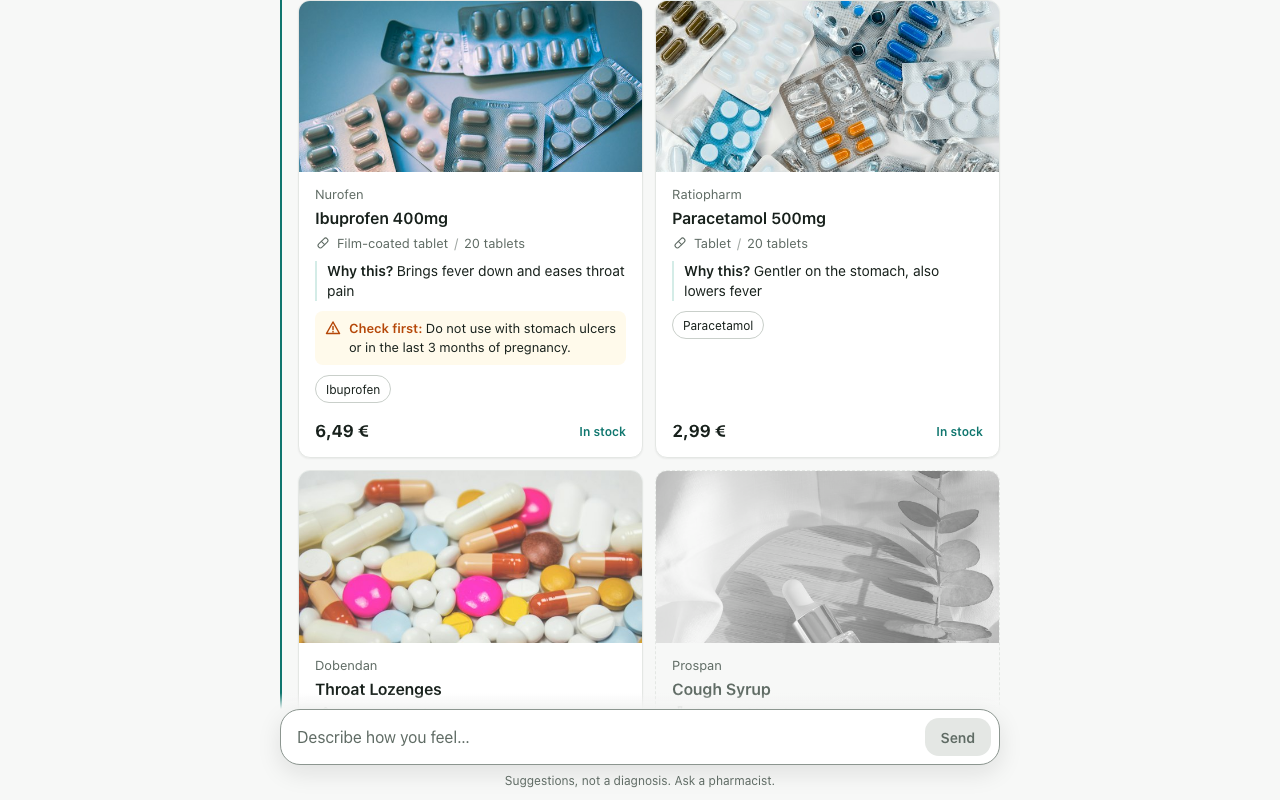 Nurofen
Ibuprofen 400mg
Film-coated tablet / 20 tablets
Why this? Brings fever down and eases throat
pain
Check first: Do not use with stomach ulcers
or in the last 3 months of pregnancy.
Ibuprofen
6,49 €
In stock
Ratiopharm
Paracetamol 500mg
Tablet / 20 tablets
Why this? Gentler on the stomach, also
lowers fever
Paracetamol
2,99 €
In stock
Dobendan
Throat Lozenges
Prospan
Cough Syrup
Describe how you feel...
Send
Suggestions, not a diagnosis. Ask a pharmacist.